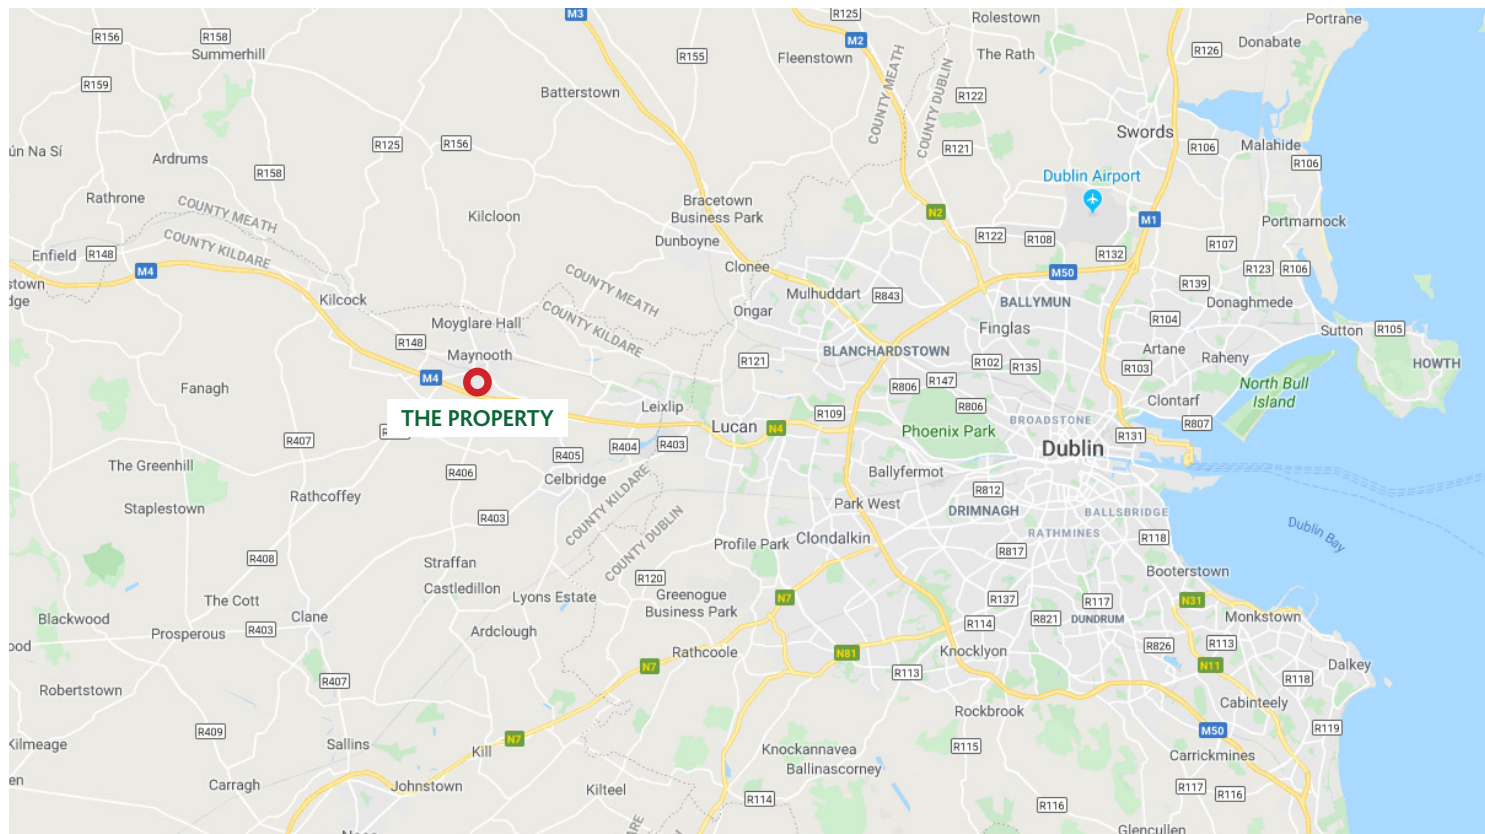 M3
R125
Rolestown
Portrane
R156
R158
Summerhill
R155
M2
Fleenstown
The Rath
R126
Donabate
R159
Batterstown
COUNTY MEATH
COUNTY DUBLIN
R122
Swords
ún Na Sí
Ardrums
R125
R156
R121
R106
Malahide
R158
R106
Dublin Airport
Rathrone
COUNTY MEATH
Kilcloon
Bracetown
Business Park
N2
M1
Portmarnock
COUNTY KILDARE
Dunboyne
R122
R108
R107
Enfield
R148
M4
Clonee
R132
R123
R106
stown
dge
COUNTY MEATH
M50
R139
Kilcock
Mulhuddart
R843
BALLYMUN
Donaghmede
Moyglare Hall
COUNTY KILDARE
Ongar
Finglas
R104
Sutton
R105
R148
Maynooth
R121
BLANCHARDSTOWN
R102
R135
Artane
R103
Raheny
HOWTH
M4
Fanagh
R806
R147
North Bull
Island
THE PROPERTY
Leixlip
R109
R806
Clontarf
R807
Lucan
N4
Phoenix Park
BROADSTONE
R131
R407
R404
R403
Dublin
The Greenhill
R406
R405
Celbridge
Ballyfermot
Rathcoffey
COUNTY KILDARE
R812
Staplestown
R403
COUNTY DUBLIN
Park West
DRIMNAGH
BALLSBRIDGE
Dublin Bay
RATHMINES
R408
Straffan
Profile Park
Clondalkin
R817
R118
Castledillon
R120
Booterstown
The Cott
Lyons Estate
Greenogue
Business Park
N7
R137
R117
N31
Blackwood
Clane
R114
R821
DUNDRUM
Monkstown
Prosperous
R403
Ardclough
ood
Rathcoole
N81
Knocklyon
R826
R113
N7
R113
N11
Dalkey
Robertstown
R407
R118
Cabinteely
Rockbrook
R409
Sallins
Kill
N7
M50
R119
Kilmeage
Knockannavea
Ballinascorney
R115
Carrickmines
en
Carragh
Johnstown
Kilteel
R114
R117
R116
R116
Glencullen